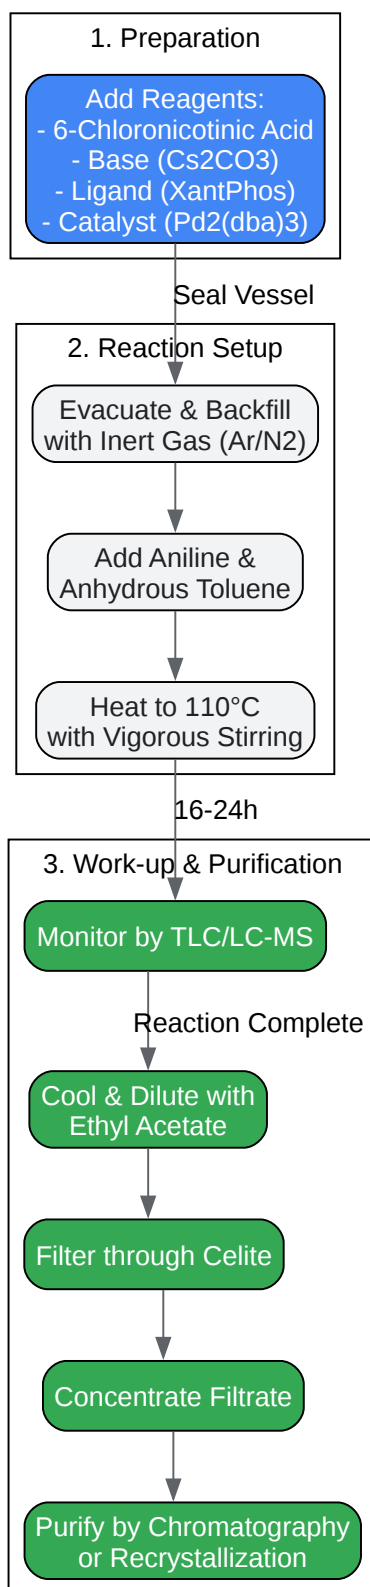 1. Preparation
Add Reagents:
- 6-Chloronicotinic Acid
- Base (Cs2CO3)
- Ligand (XantPhos)
- Catalyst (Pd2(dba)3)
Seal Vessel
2. Reaction Setup
Evacuate & Backfill
with Inert Gas (Ar/N2)
Add Aniline &
Anhydrous Toluene
Heat to 110°C
with Vigorous Stirring
16-24h
3. Work-up & Purification
Monitor by TLC/LC-MS
Reaction Complete
Cool & Dilute with
Ethyl Acetate
Filter through Celite
Concentrate Filtrate
Purify by Chromatography
or Recrystallization